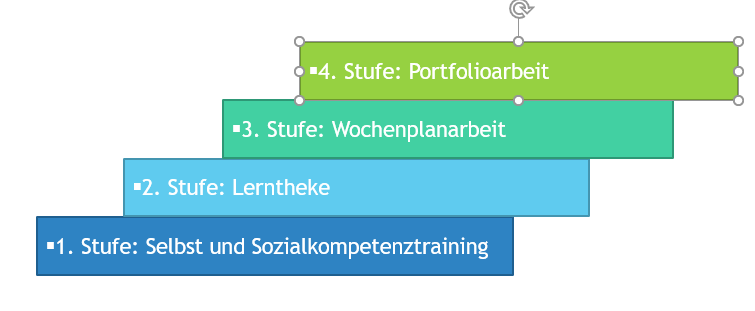 ▪4. Stufe: Portfolioarbeit
▪3. Stufe: Wochenplanarbeit
▪2. Stufe: Lerntheke
▪1. Stufe: Selbst und Sozialkompetenztraining